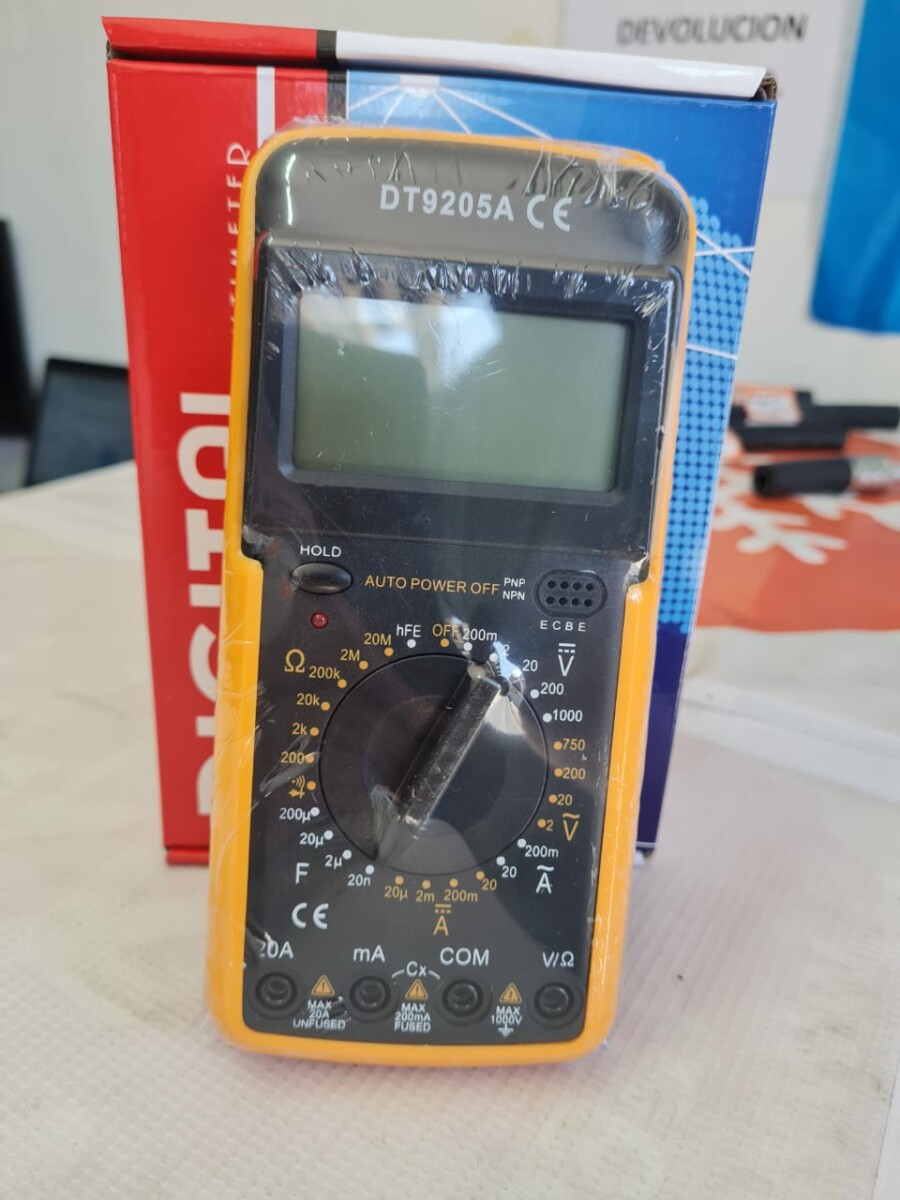 DEVOLUCION
DIGITAL
DT9205A CE
HOLD
AUTO POWER OFF
PNP
NPN
E C B E
hFE OFF 200m
20M 2 V
2M 20
Ω 200k 200
20k 1000
2k 750
200 200
20
200µ 2 V
20µ 200m
2µ 20 A
F 20n 20µ 2m 200m 20
A
CE
20A mA COM V/Ω
Cx
MAX
20A
UNFUSED
MAX
200mA
FUSED
MAX
1000V